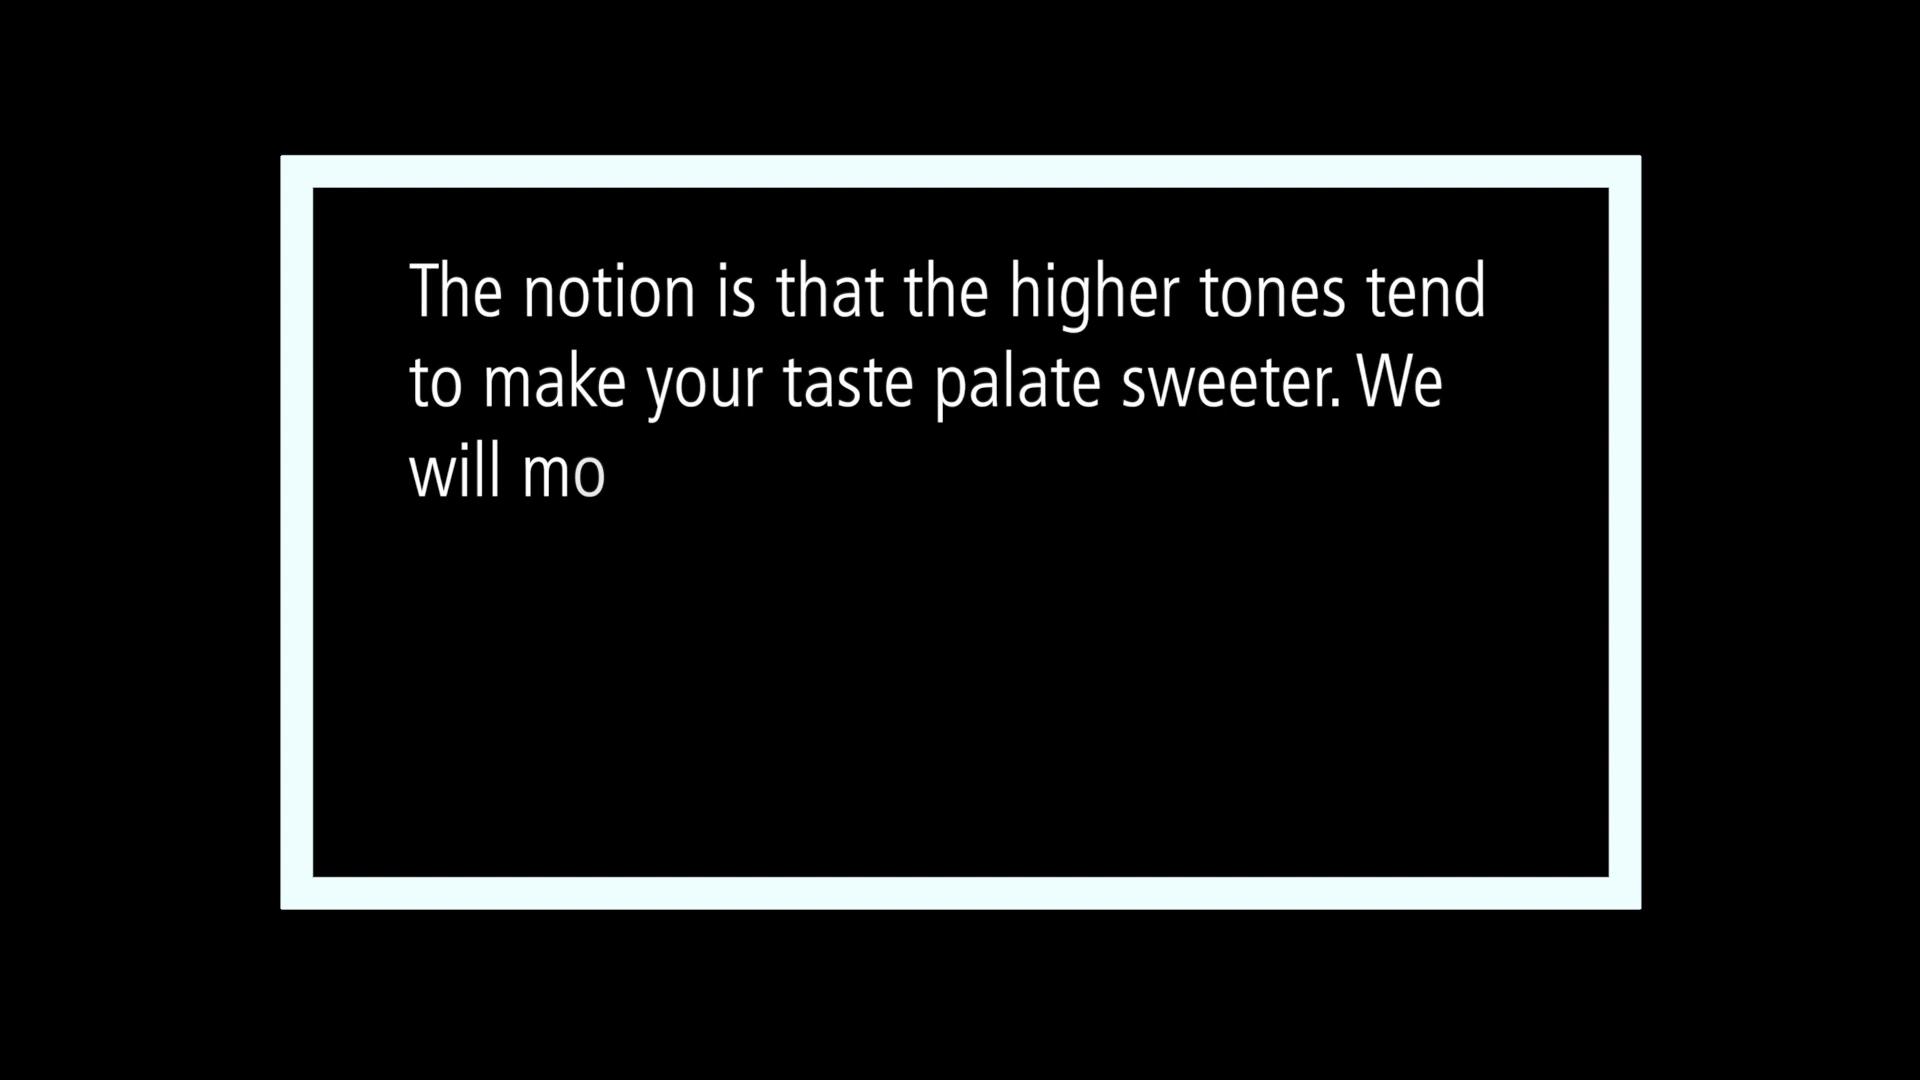 The notion is that the higher tones tend
to make your taste palate sweeter. We
will mo